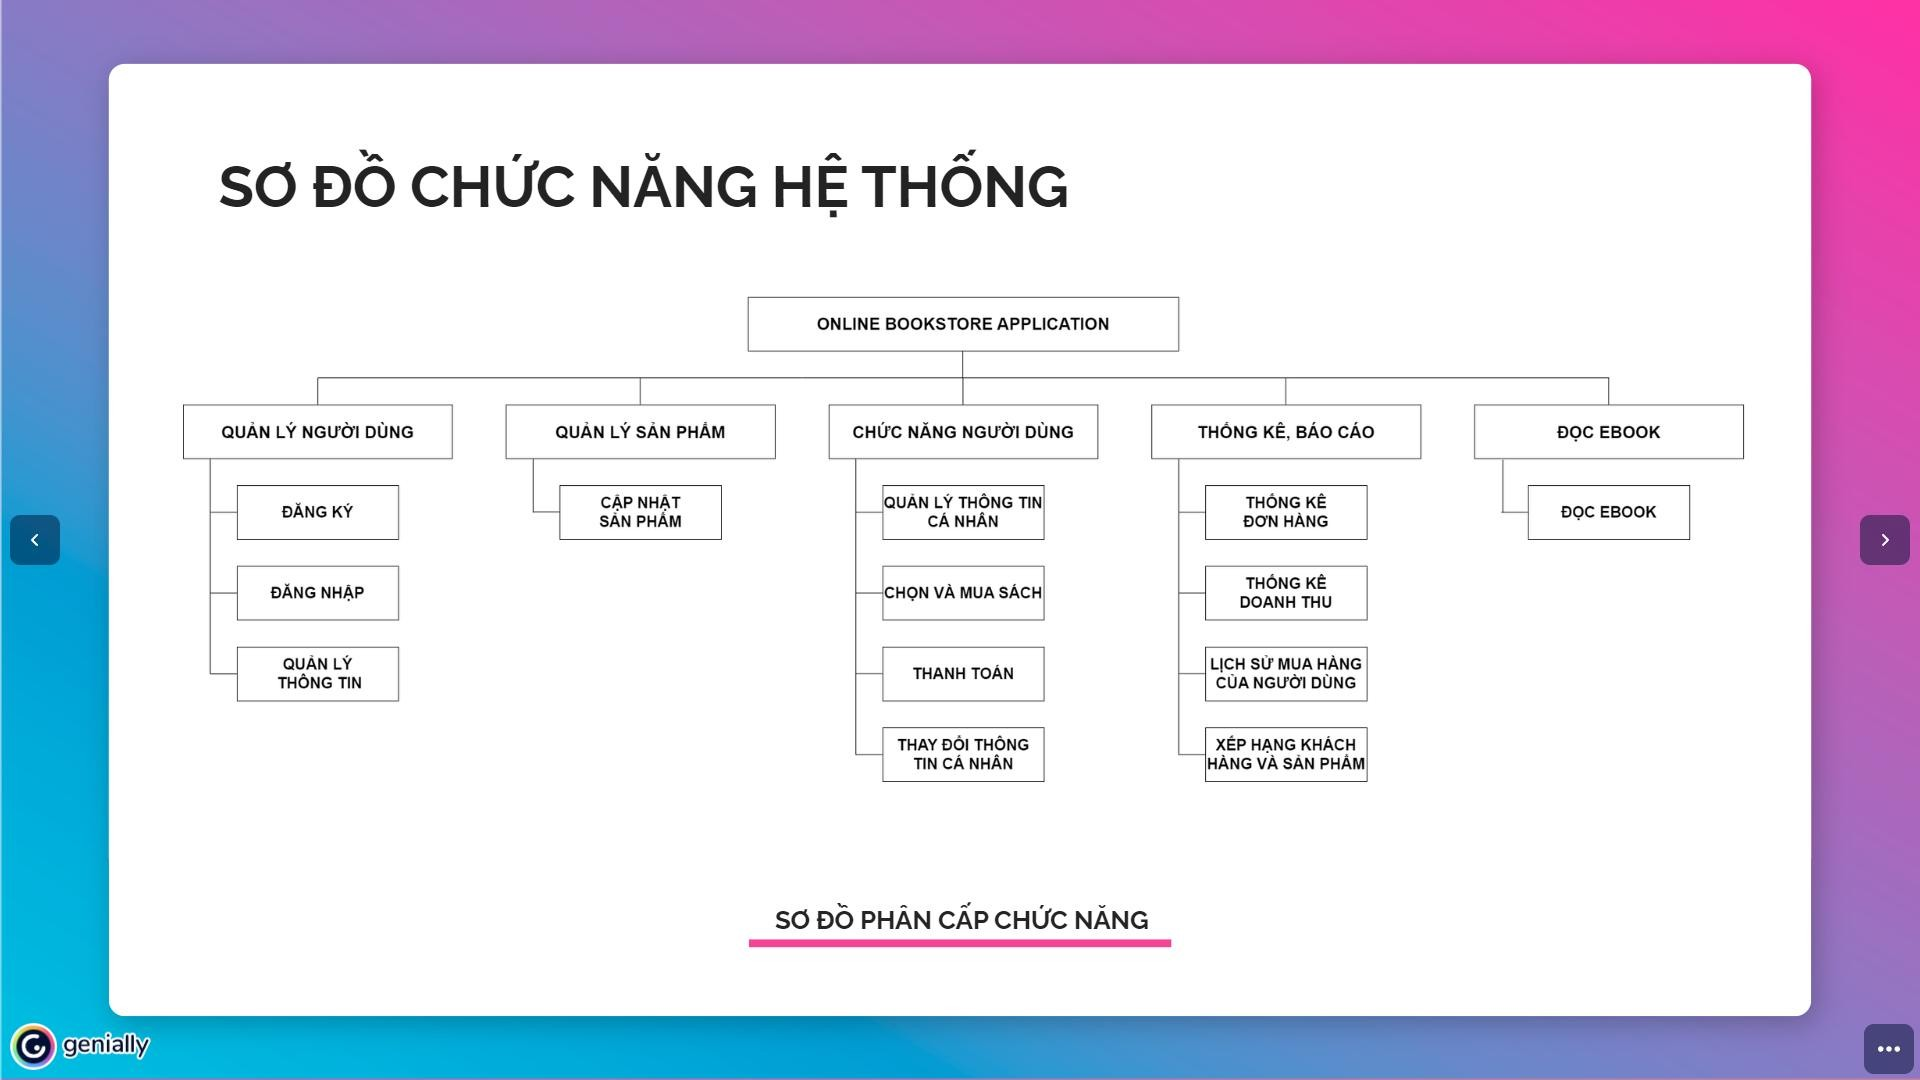 SƠ ĐỒ CHỨC NĂNG HỆ THỐNG
ONLINE BOOKSTORE APPLICATION
QUẢN LÝ NGƯỜI DÙNG
ĐĂNG KÝ
ĐĂNG NHẬP
QUẢN LÝ
THÔNG TIN
QUẢN LÝ SẢN PHẨM
CẬP NHẬT
SẢN PHẨM
CHỨC NĂNG NGƯỜI DÙNG
QUẢN LÝ THÔNG TIN
CÁ NHÂN
CHỌN VÀ MUA SÁCH
THANH TOÁN
THAY ĐỔI THÔNG
TIN CÁ NHÂN
THỐNG KÊ, BÁO CÁO
THỐNG KÊ
ĐƠN HÀNG
THỐNG KÊ
DOANH THU
LỊCH SỬ MUA HÀNG
CỦA NGƯỜI DÙNG
XẾP HẠNG KHÁCH
HÀNG VÀ SẢN PHẨM
ĐỌC EBOOK
ĐỌC EBOOK
SƠ ĐỒ PHÂN CẤP CHỨC NĂNG
genially